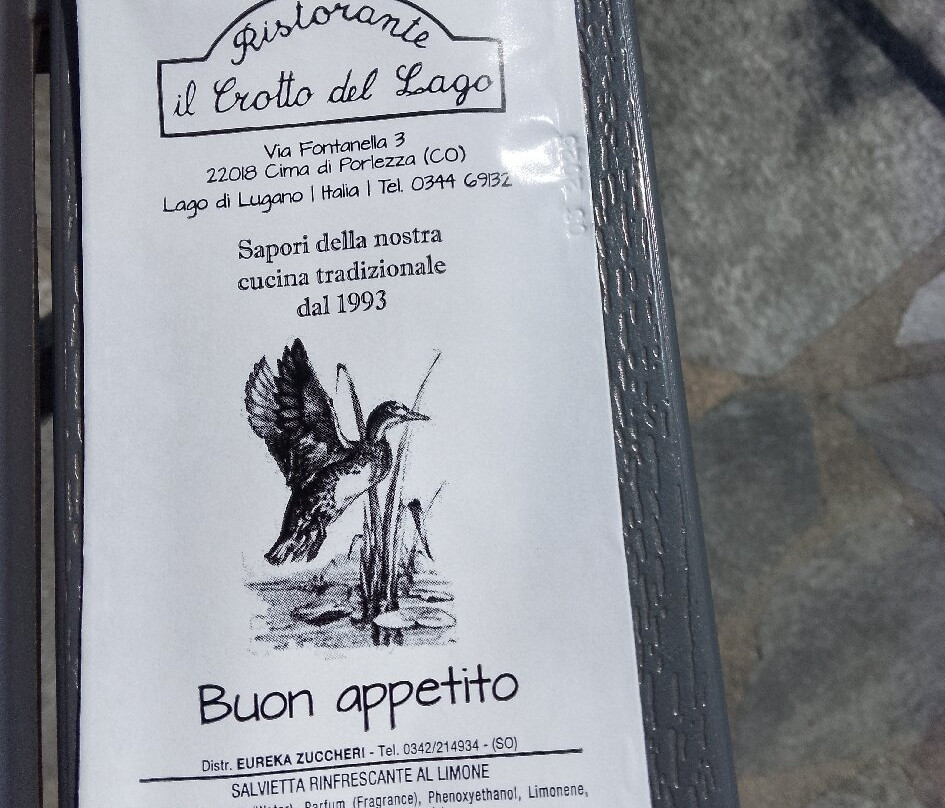 Ristorante
il Crotto del Lago
Via Fontanella 3
22018 Cima di Porlezza (CO)
Lago di Lugano | Italia | Tel. 0344 69132
Sapori della nostra
cucina tradizionale
dal 1993
Buon appetito
Distr. EUREKA ZUCCHERI - Tel. 0342/214934 - (SO)
SALVIETTA RINFRESCANTE AL LIMONE
(Water), Parfum (Fragrance), Phenoxyethanol, Limonene,